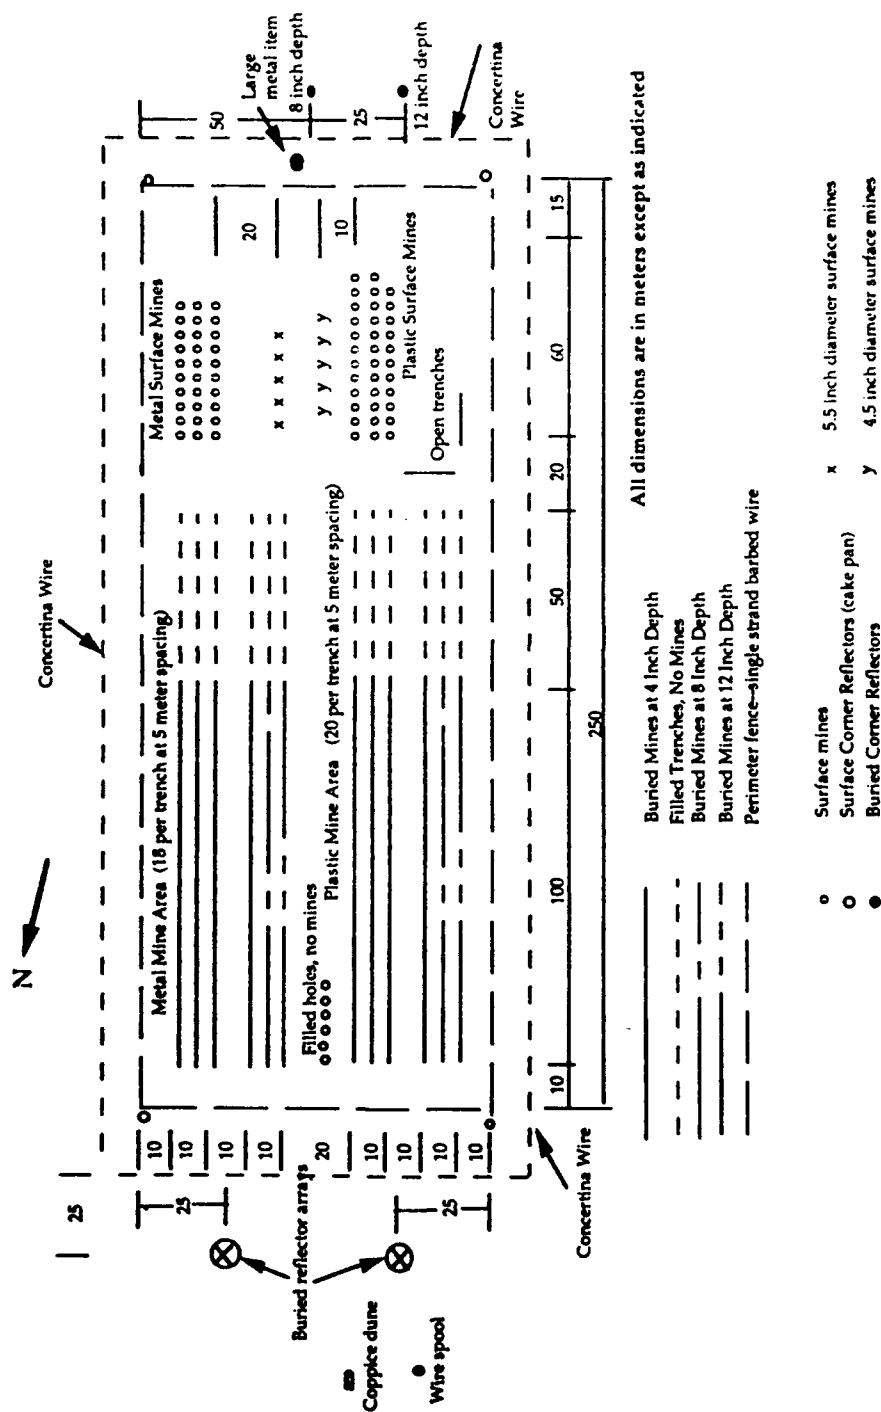 N
Concertina Wire
Metal Mine Area (18 per trench at 5 meter spacing)
Metal Surface Mines
Large
metal item
8 inch depth
50
25
12 inch depth
Concertina
Wire
20
10
x x x x x
y y y y y
Plastic Surface Mines
Open trenches
Filled holes, no mines
Plastic Mine Area (20 per trench at 5 meter spacing)
25
10
10
10
10
10
20
10
10
10
10
25
25
Buried reflector arrays
Coppice dune
Wire spool
Concertina Wire
10
100
50
20
60
15
250
All dimensions are in meters except as indicated
Buried Mines at 4 Inch Depth
Filled Trenches, No Mines
Buried Mines at 8 Inch Depth
Buried Mines at 12 Inch Depth
Perimeter fence--single strand barbed wire
Surface mines
Surface Corner Reflectors (cake pan)
Buried Corner Reflectors
x 5.5 inch diameter surface mines
y 4.5 inch diameter surface mines